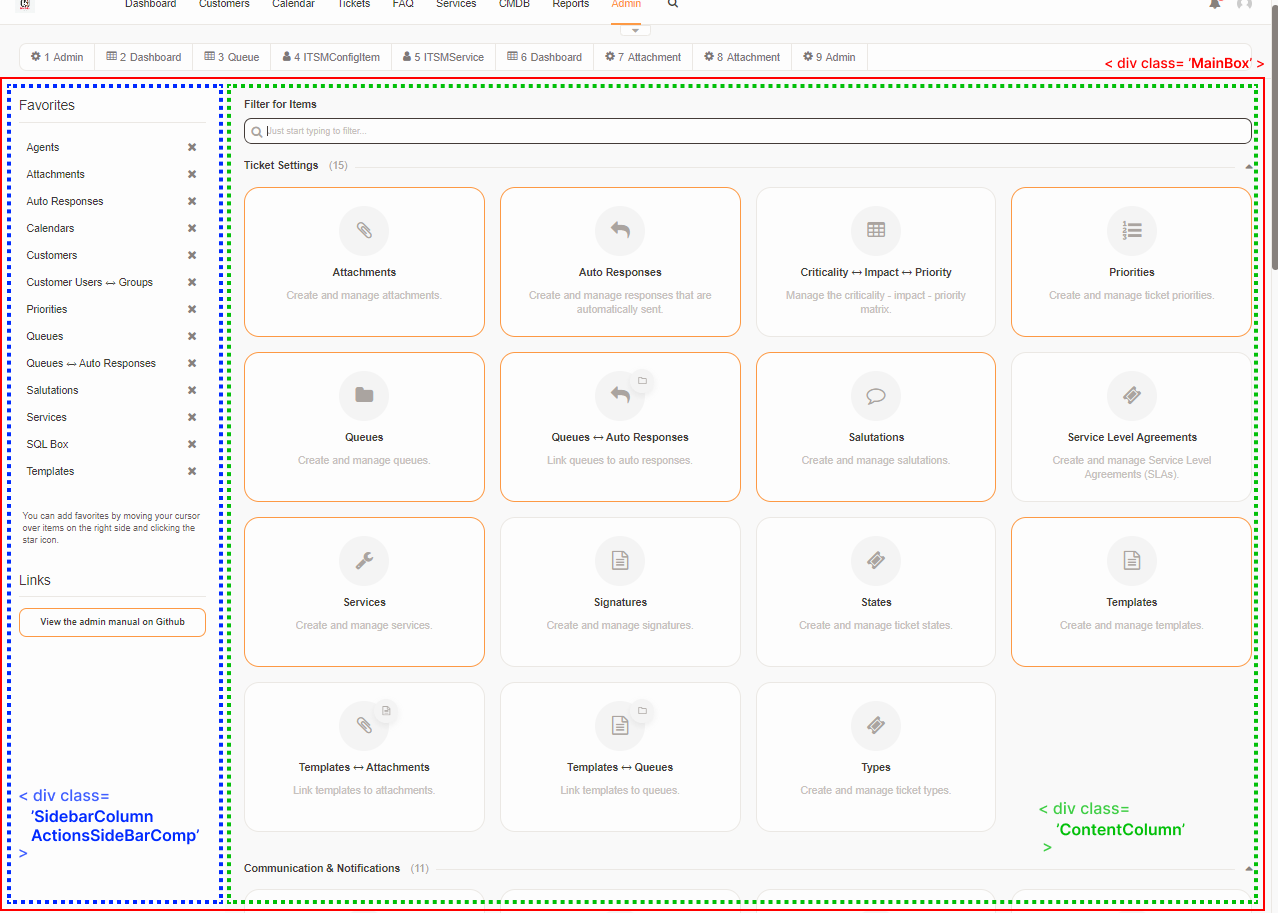 Dashboard Customers Calendar Tickets FAQ Services CMDB Reports Admin
1 Admin 2 Dashboard 3 Queue 4 ITSMConfigItem 5 ITSMService 6 Dashboard 7 Attachment 8 Attachment 9 Admin
< div class= ‘MainBox’ >
Favorites
Agents
Attachments
Auto Responses
Calendars
Customers
Customer Users ↔ Groups
Priorities
Queues
Queues ↔ Auto Responses
Salutations
Services
SQL Box
Templates
You can add favorites by moving your cursor
over items on the right side and clicking the
star icon.
Links
View the admin manual on Github
< div class=
‘SidebarColumn
ActionsSideBarComp’
>
Filter for Items
Just start typing to filter...
Ticket Settings (15)
Attachments
Create and manage attachments.
Auto Responses
Create and manage responses that are
automatically sent.
Criticality ↔ Impact ↔ Priority
Manage the criticality - impact - priority
matrix.
Priorities
Create and manage ticket priorities.
Queues
Create and manage queues.
Queues ↔ Auto Responses
Link queues to auto responses.
Salutations
Create and manage salutations.
Service Level Agreements
Create and manage Service Level
Agreements (SLAs).
Services
Create and manage services.
Signatures
Create and manage signatures.
States
Create and manage ticket states.
Templates
Create and manage templates.
Templates ↔ Attachments
Link templates to attachments.
Templates ↔ Queues
Link templates to queues.
Types
Create and manage ticket types.
< div class=
‘ContentColumn’
>
Communication & Notifications (11)